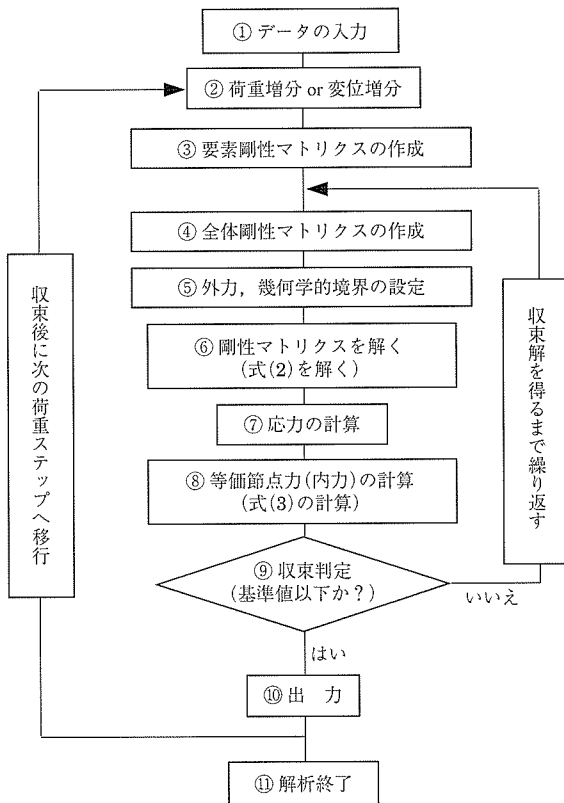 ① データの入力
② 荷重増分 or 変位増分
③ 要素剛性マトリクスの作成
④ 全体剛性マトリクスの作成
⑤ 外力，幾何学的境界の設定
⑥ 剛性マトリクスを解く
(式(2)を解く)
⑦ 応力の計算
⑧ 等価節点力(内力)の計算
(式(3)の計算)
⑨ 収束判定
(基準値以下か？)
いいえ
はい
⑩ 出　力
⑪ 解析終了
収束後に次の荷重ステップへ移行
収束解を得るまで繰り返す